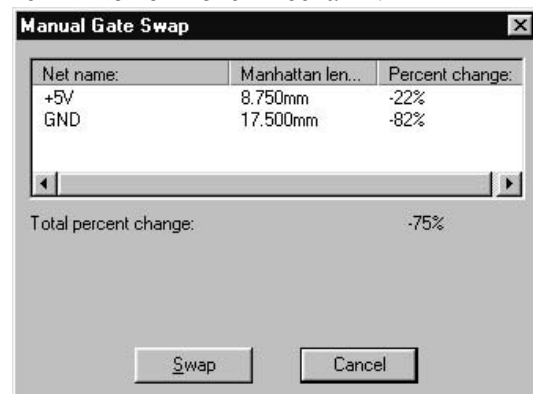 Manual Gate Swap
Net name: Manhattan len... Percent change:
+5V 8.750mm -22%
GND 17.500mm -82%
Total percent change: -75%
Swap Cancel